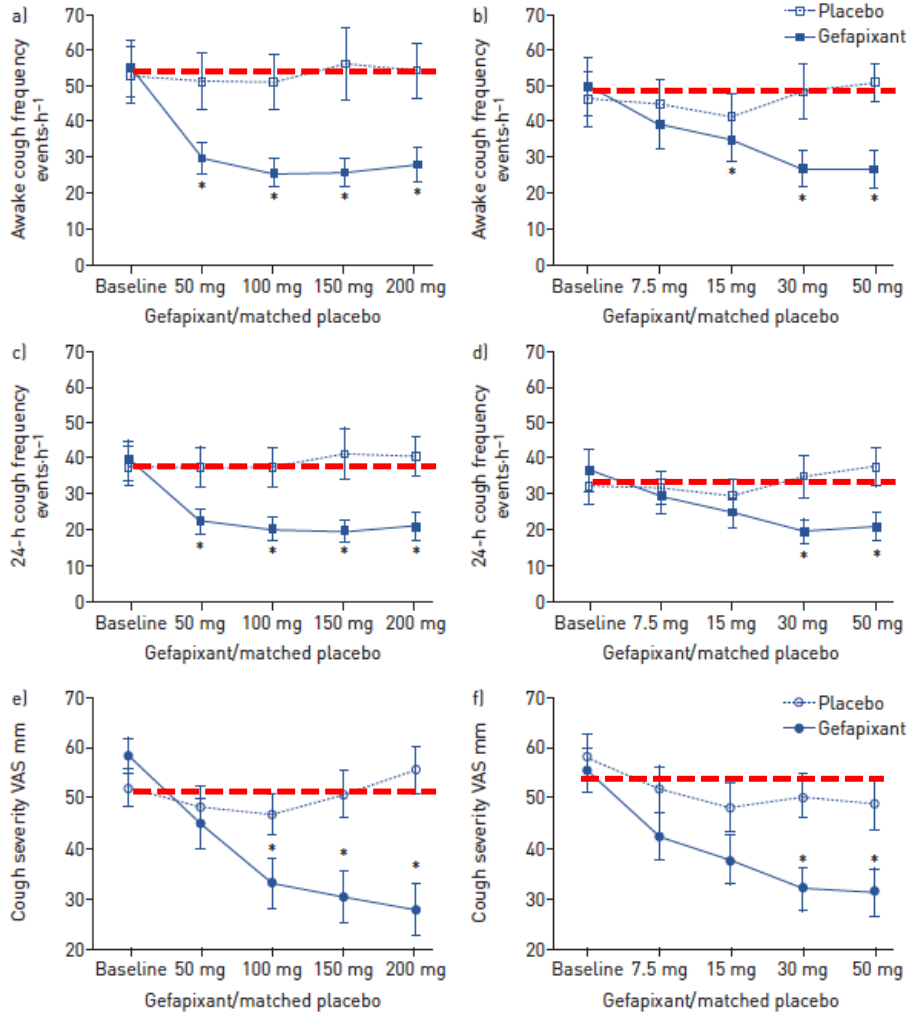 a)
70
60
50
40
30
20
10
0
Awake cough frequency
events·h⁻¹
* * * *
Baseline 50 mg 100 mg 150 mg 200 mg
Gefapixant/matched placebo
b)
Placebo
Gefapixant
70
60
50
40
30
20
10
0
Awake cough frequency
events·h⁻¹
* * *
Baseline 7.5 mg 15 mg 30 mg 50 mg
Gefapixant/matched placebo
c)
70
60
50
40
30
20
10
0
24-h cough frequency
events·h⁻¹
* * * *
Baseline 50 mg 100 mg 150 mg 200 mg
Gefapixant/matched placebo
d)
70
60
50
40
30
20
10
0
24-h cough frequency
events·h⁻¹
* *
Baseline 7.5 mg 15 mg 30 mg 50 mg
Gefapixant/matched placebo
e)
70
60
50
40
30
20
Cough severity VAS mm
* * *
Baseline 50 mg 100 mg 150 mg 200 mg
Gefapixant/matched placebo
f)
Placebo
Gefapixant
70
60
50
40
30
20
Cough severity VAS mm
* *
Baseline 7.5 mg 15 mg 30 mg 50 mg
Gefapixant/matched placebo